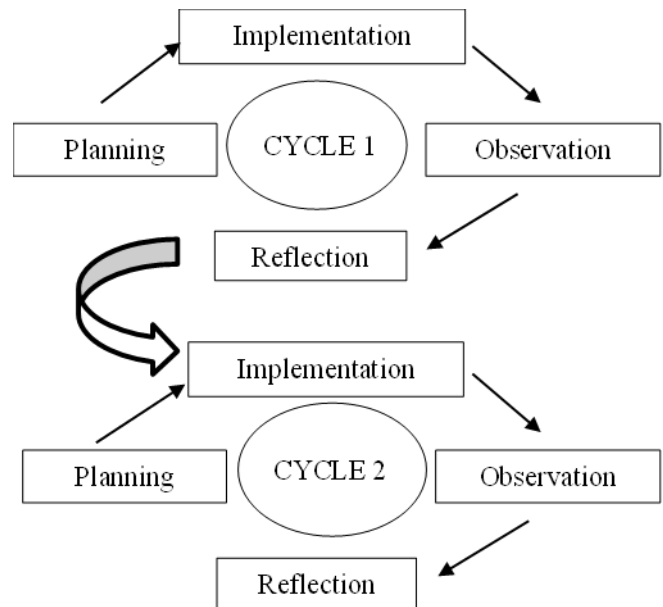 Implementation
Planning
CYCLE 1
Observation
Reflection
Implementation
Planning
CYCLE 2
Observation
Reflection